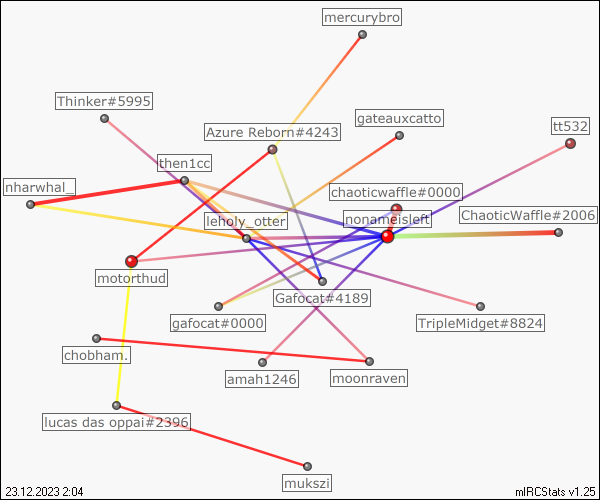 mercurybro
Thinker#5995
gateauxcatto
Azure Reborn#4243
tt532
then1cc
nharwhal_
chaoticwaffle#0000
leholy_otter
nonameisleft
ChaoticWaffle#2006
motorthud
Gafocat#4189
gafocat#0000
TripleMidget#8824
chobham.
amah1246
moonraven
lucas das oppai#2396
mukszi
23.12.2023 2:04
mIRCStats v1.25